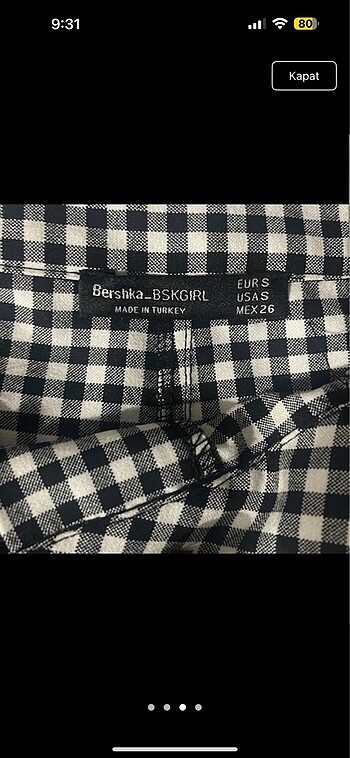 9:31
80
Kapat
Bershka_BSKGIRL
MADE IN TURKEY
EUR S
USA S
MEX 26